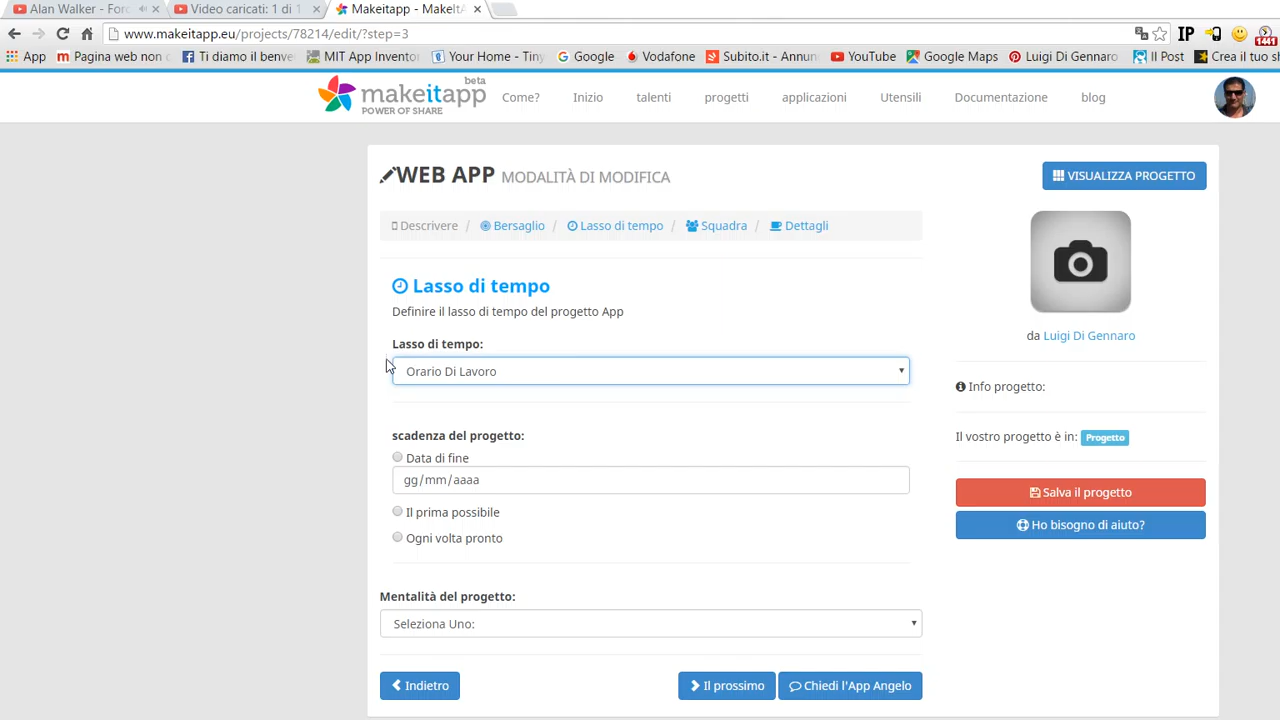 Alan Walker - Ford
Video caricati: 1 di 1
Makeitapp - MakeItA
www.makeitapp.eu/projects/78214/edit/?step=3
IP
1441
App
Pagina web non c
Ti diamo il benve
MIT App Inventor
Your Home - Tiny
Google
Vodafone
Subito.it - Annun
YouTube
Google Maps
Luigi Di Gennaro
Il Post
Crea il tuo s
makeitapp beta
POWER OF SHARE
Come?
Inizio
talenti
progetti
applicazioni
Utensili
Documentazione
blog
WEB APP MODALITÀ DI MODIFICA
VISUALIZZA PROGETTO
Descrivere / Bersaglio / Lasso di tempo / Squadra / Dettagli
Lasso di tempo
Definire il lasso di tempo del progetto App
Lasso di tempo:
Orario Di Lavoro
scadenza del progetto:
Data di fine
gg/mm/aaaa
Il prima possibile
Ogni volta pronto
Mentalità del progetto:
Seleziona Uno:
Indietro
Il prossimo
Chiedi l'App Angelo
da Luigi Di Gennaro
Info progetto:
Il vostro progetto è in: Progetto
Salva il progetto
Ho bisogno di aiuto?